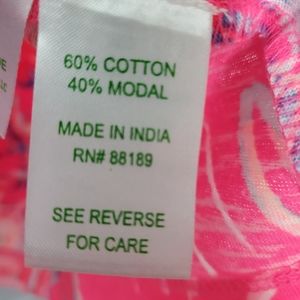 60% COTTON
40% MODAL
MADE IN INDIA
RN# 88189
SEE REVERSE
FOR CARE